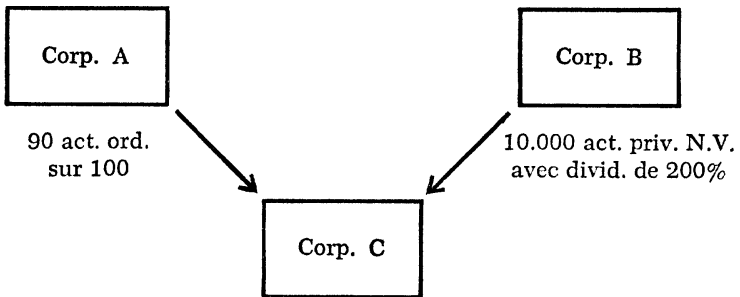 Corp. A
Corp. B
90 act. ord.
sur 100
10.000 act. priv. N.V.
avec divid. de 200%
Corp. C